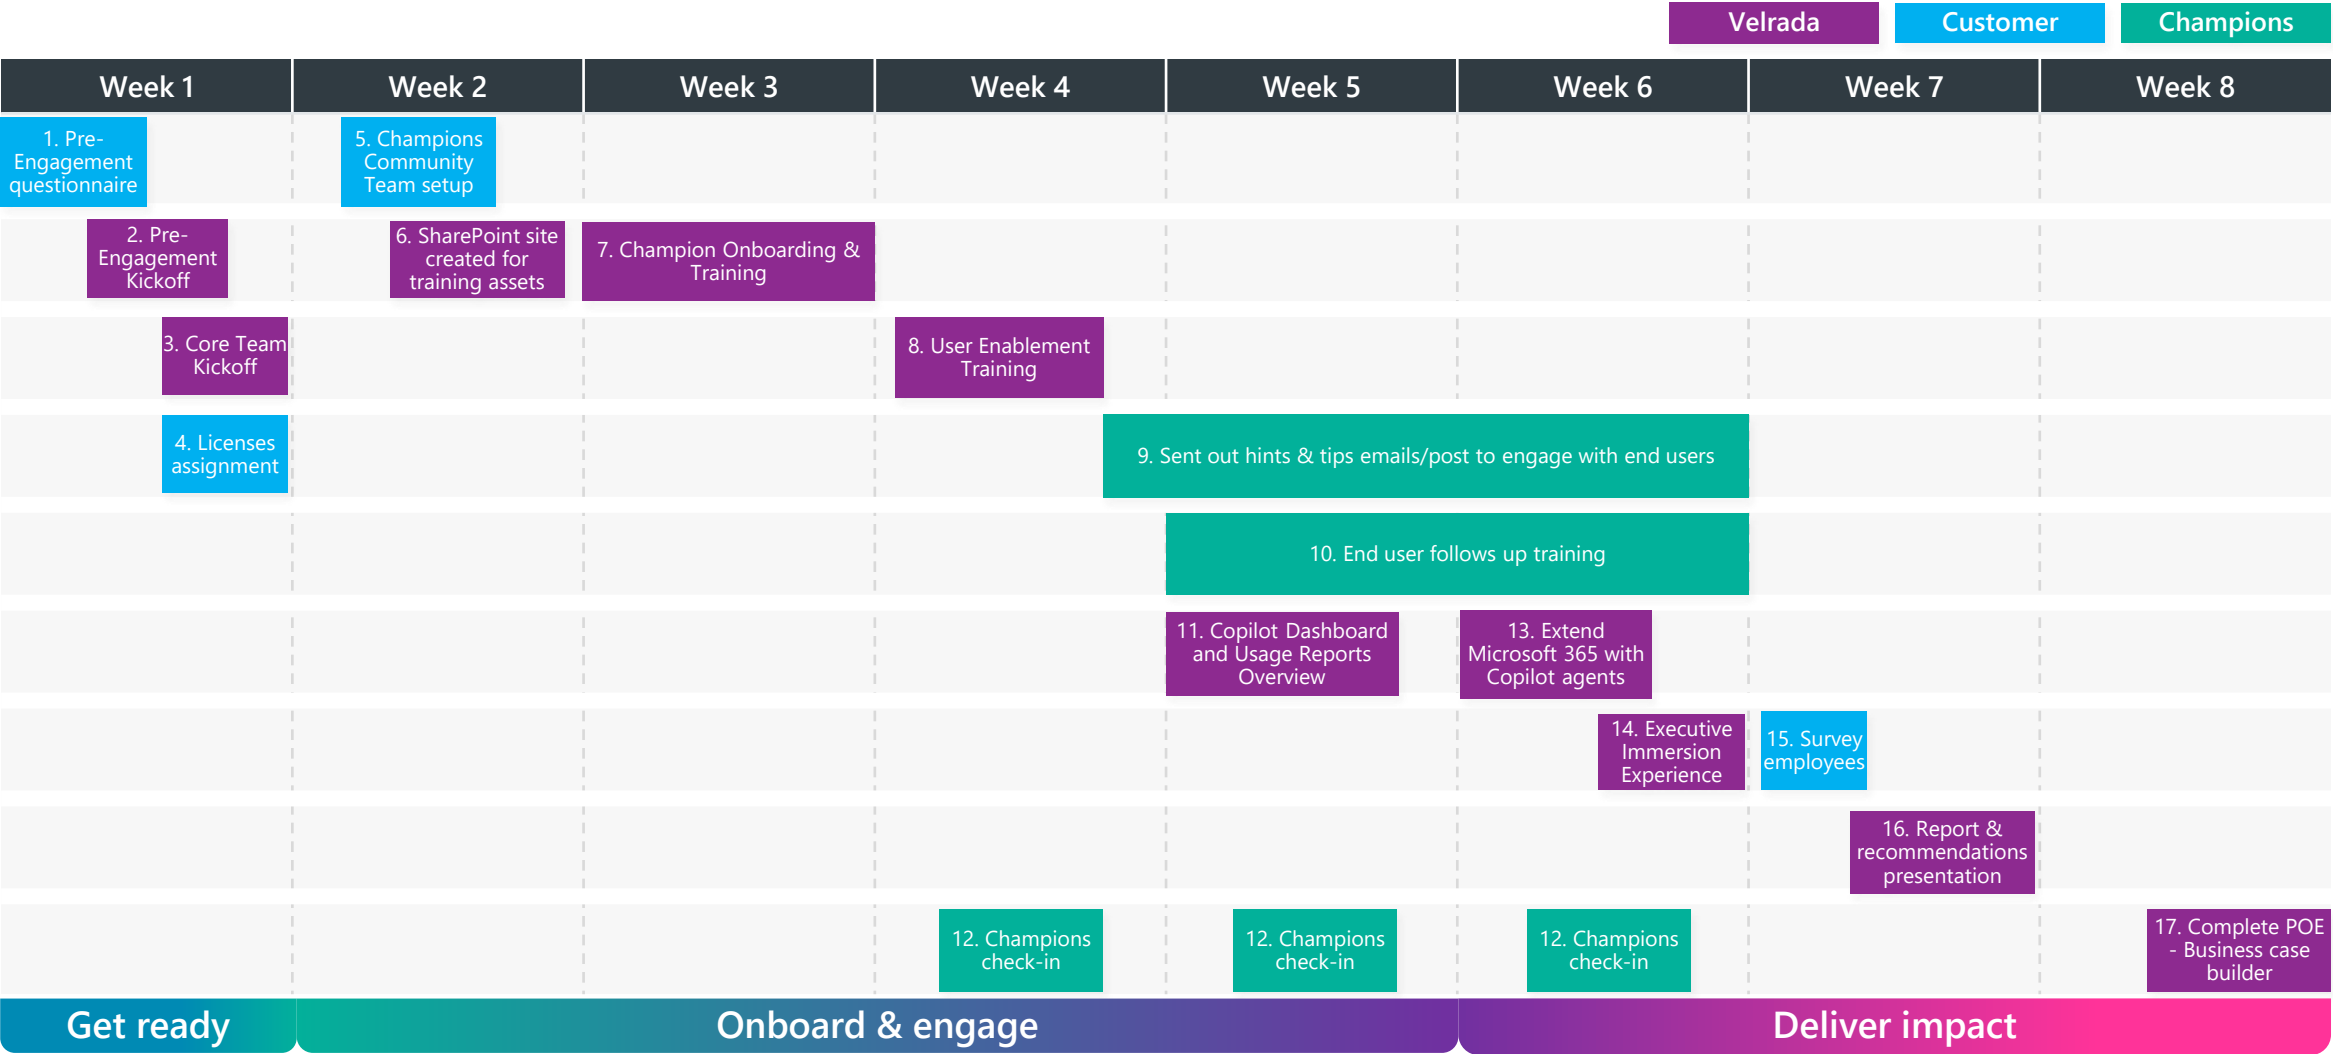 Velrada
Customer
Champions
Week 1
Week 2
Week 3
Week 4
Week 5
Week 6
Week 7
Week 8
1. Pre-
Engagement
questionnaire
5. Champions
Community
Team setup
2. Pre-
Engagement
Kickoff
6. SharePoint site
created for
training assets
7. Champion Onboarding &
Training
3. Core Team
Kickoff
8. User Enablement
Training
4. Licenses
assignment
9. Sent out hints & tips emails/post to engage with end users
10. End user follows up training
11. Copilot Dashboard
and Usage Reports
Overview
13. Extend
Microsoft 365 with
Copilot agents
14. Executive
Immersion
Experience
15. Survey
employees
16. Report &
recommendations
presentation
12. Champions
check-in
12. Champions
check-in
12. Champions
check-in
17. Complete POE
- Business case
builder
Get ready
Onboard & engage
Deliver impact